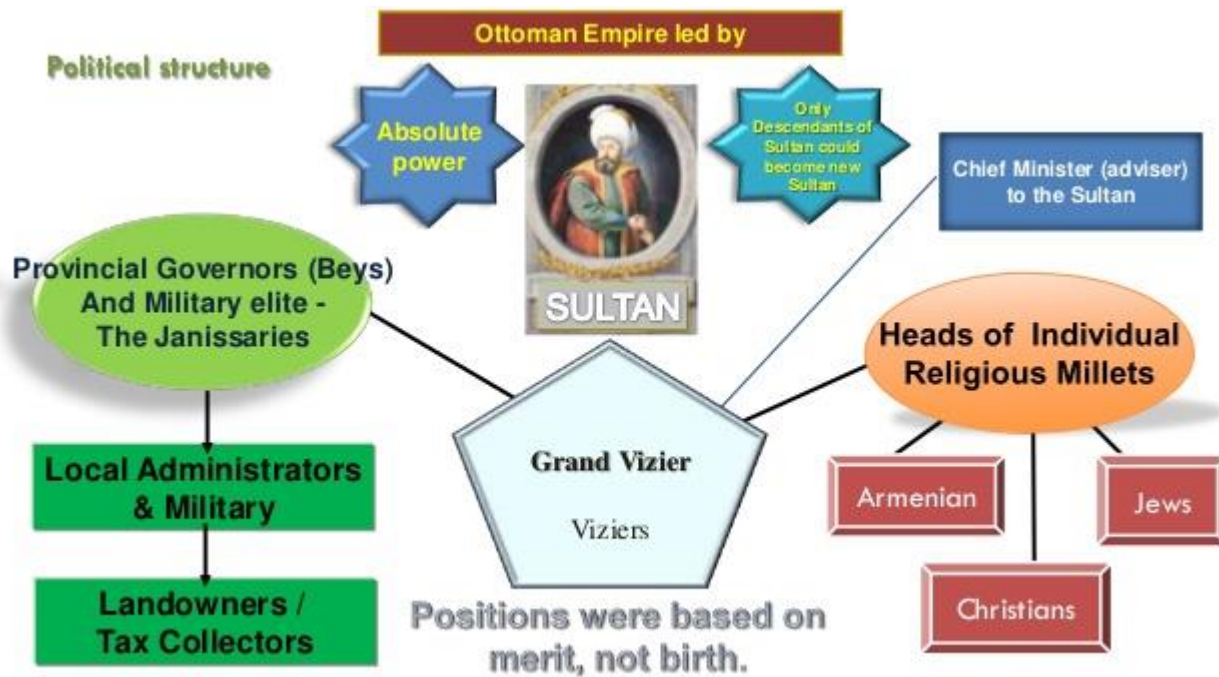 Ottoman Empire led by
Political structure
Absolute
power
Only
Descendants of
Sultan could
become new
Sultan
Chief Minister (adviser)
to the Sultan
SULTAN
Provincial Governors (Beys)
And Military elite -
The Janissaries
Heads of Individual
Religious Millets
Grand Vizier
Viziers
Local Administrators
& Military
Landowners /
Tax Collectors
Armenian
Jews
Christians
Positions were based on
merit, not birth.